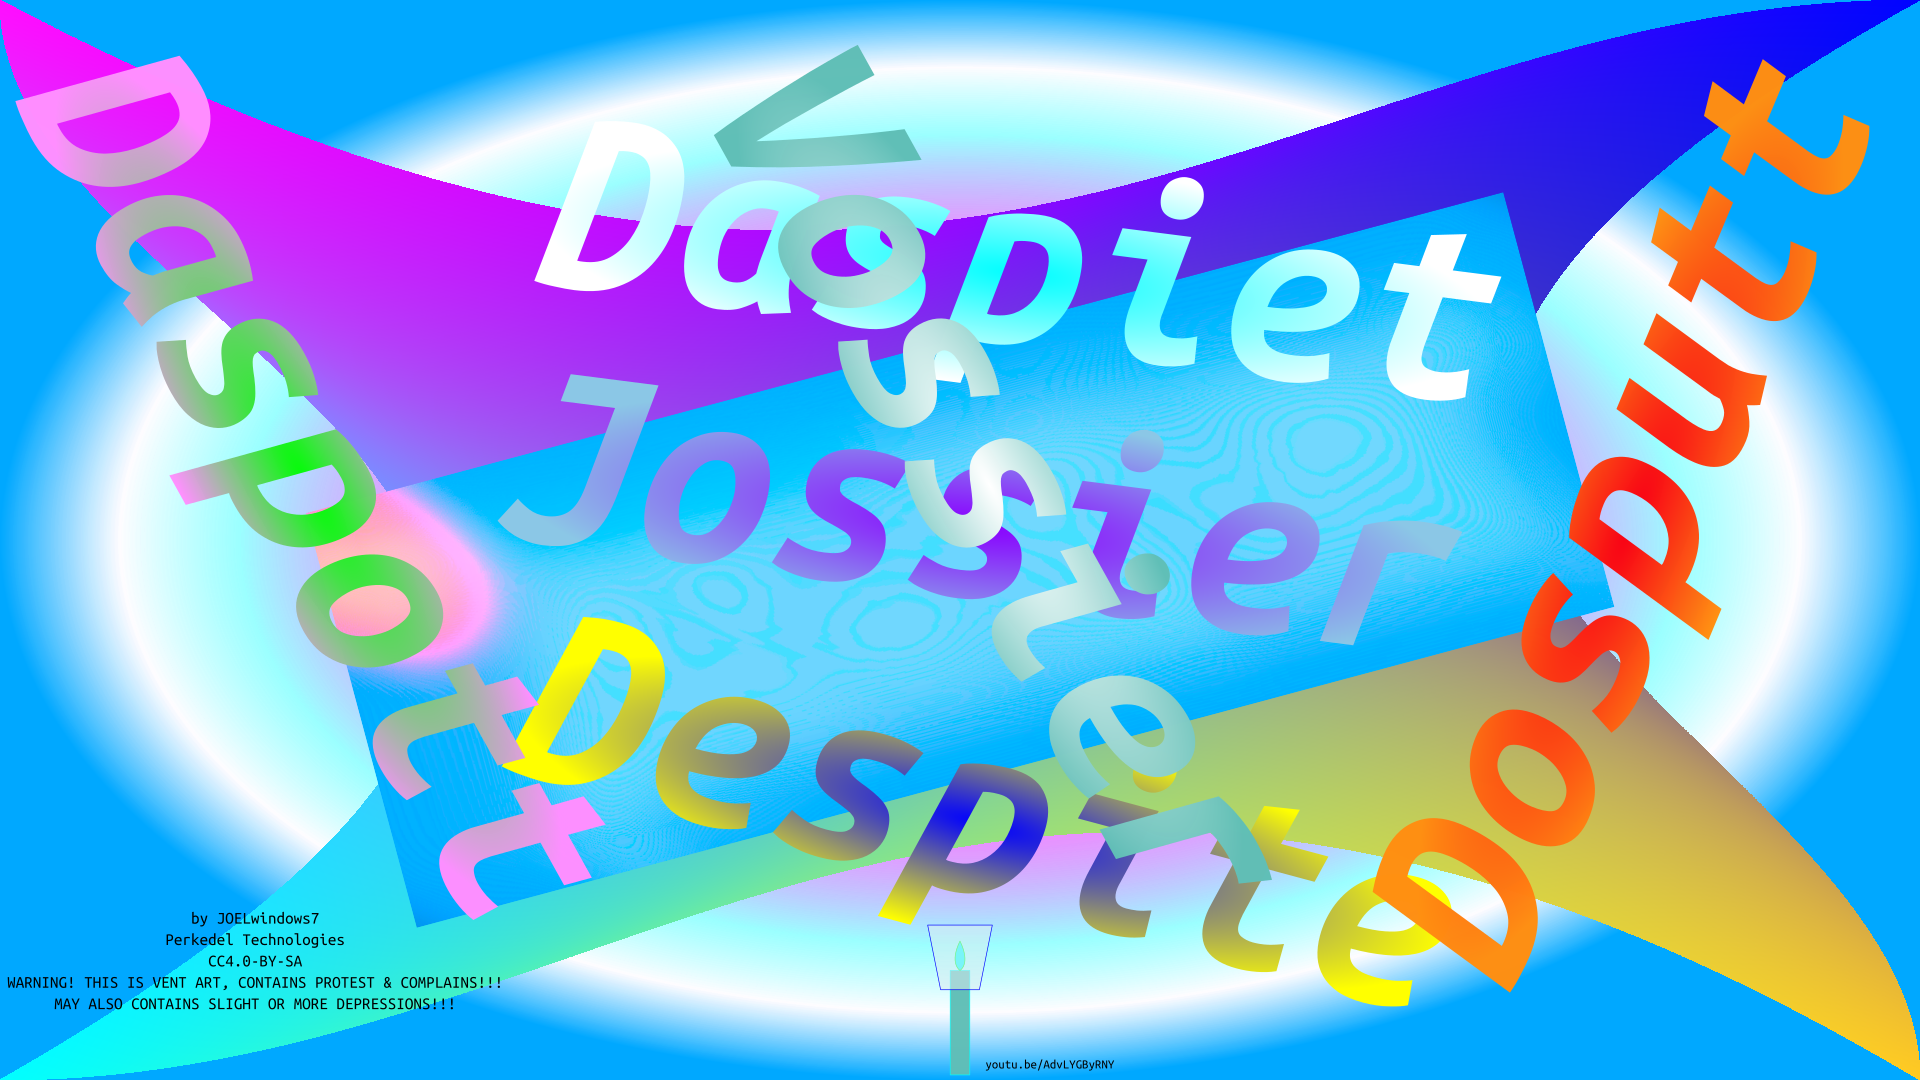 Daspiet
Jossier
Despite
Daspott
Vossler
Dosputt
by JOELwindows7
Perkedel Technologies
CC4.0-BY-SA
WARNING! THIS IS VENT ART, CONTAINS PROTEST & COMPLAINS!!!
MAY ALSO CONTAINS SLIGHT OR MORE DEPRESSIONS!!!
youtu.be/AdvLYGByRNY